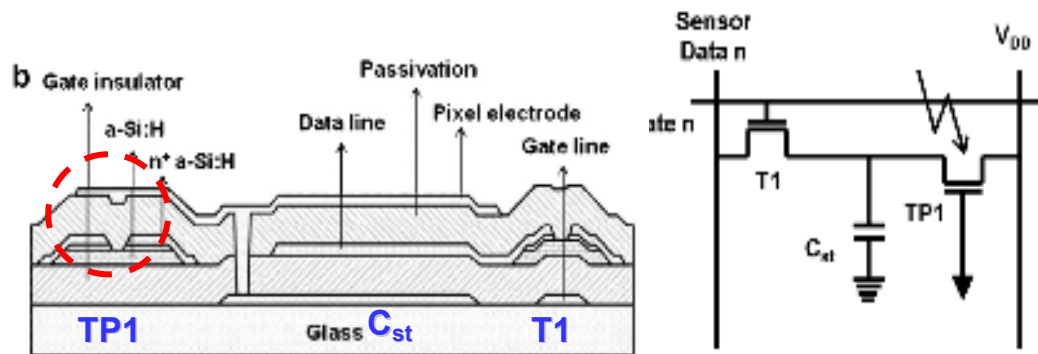 b
Gate insulator
a-Si:H
n+ a-Si:H
Data line
Passivation
Pixel electrode
Gate line
TP1
Glass
Cst
T1
Sensor
Data n
VDD
ate n
T1
TP1
Cst